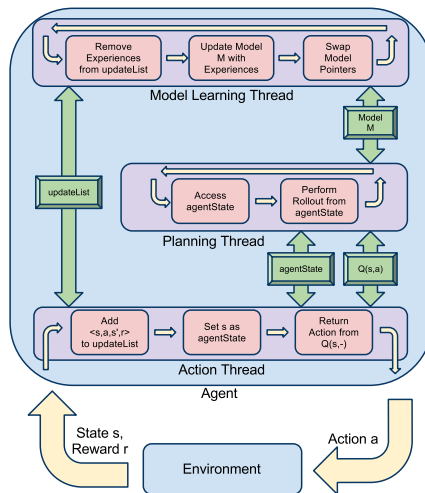 Remove
Experiences
from updateList
Update Model
M with
Experiences
Swap
Model
Pointers
Model Learning Thread
Model
M
updateList
Access
agentState
Perform
Rollout from
agentState
Planning Thread
agentState
Q(s,a)
Add
<s,a,s',r>
to updateList
Set s as
agentState
Return
Action from
Q(s,-)
Action Thread
Agent
State s,
Reward r
Environment
Action a